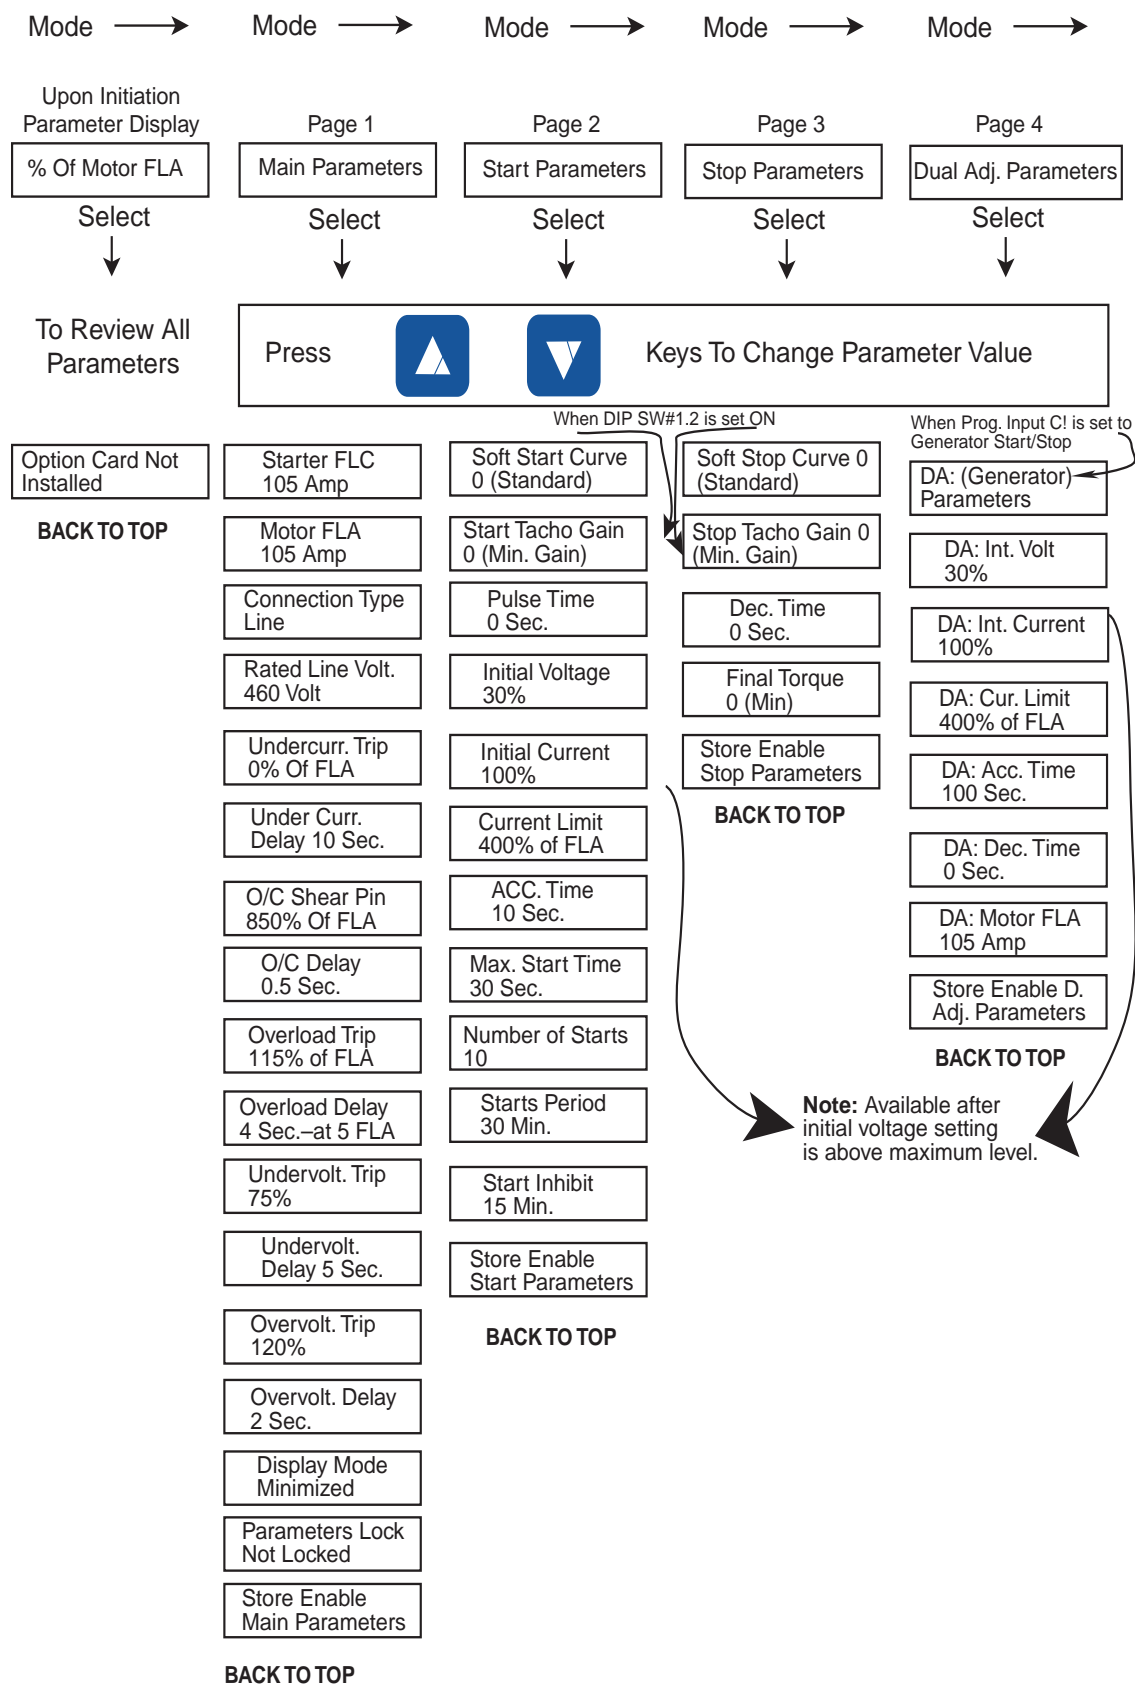 Mode
Mode
Mode
Mode
Mode
Upon Initiation
Parameter Display
% Of Motor FLA
Select
To Review All
Parameters
Page 1
Main Parameters
Select
Page 2
Start Parameters
Select
Page 3
Stop Parameters
Select
Page 4
Dual Adj. Parameters
Select
Press
Keys To Change Parameter Value
Option Card Not
Installed
BACK TO TOP
Starter FLC
105 Amp
Motor FLA
105 Amp
Connection Type
Line
Rated Line Volt.
460 Volt
Undercurr. Trip
0% Of FLA
Under Curr.
Delay 10 Sec.
O/C Shear Pin
850% Of FLA
O/C Delay
0.5 Sec.
Overload Trip
115% of FLA
Overload Delay
4 Sec.–at 5 FLA
Undervolt. Trip
75%
Undervolt.
Delay 5 Sec.
Overvolt. Trip
120%
Overvolt. Delay
2 Sec.
Display Mode
Minimized
Parameters Lock
Not Locked
Store Enable
Main Parameters
BACK TO TOP
When DIP SW#1.2 is set ON
Soft Start Curve
0 (Standard)
Start Tacho Gain
0 (Min. Gain)
Pulse Time
0 Sec.
Initial Voltage
30%
Initial Current
100%
Current Limit
400% of FLA
ACC. Time
10 Sec.
Max. Start Time
30 Sec.
Number of Starts
10
Starts Period
30 Min.
Start Inhibit
15 Min.
Store Enable
Start Parameters
BACK TO TOP
Soft Stop Curve 0
(Standard)
Stop Tacho Gain 0
(Min. Gain)
Dec. Time
0 Sec.
Final Torque
0 (Min)
Store Enable
Stop Parameters
BACK TO TOP
When Prog. Input C! is set to
Generator Start/Stop
DA: (Generator)
Parameters
DA: Int. Volt
30%
DA: Int. Current
100%
DA: Cur. Limit
400% of FLA
DA: Acc. Time
100 Sec.
DA: Dec. Time
0 Sec.
DA: Motor FLA
105 Amp
Store Enable D.
Adj. Parameters
BACK TO TOP
Note: Available after
initial voltage setting
is above maximum level.